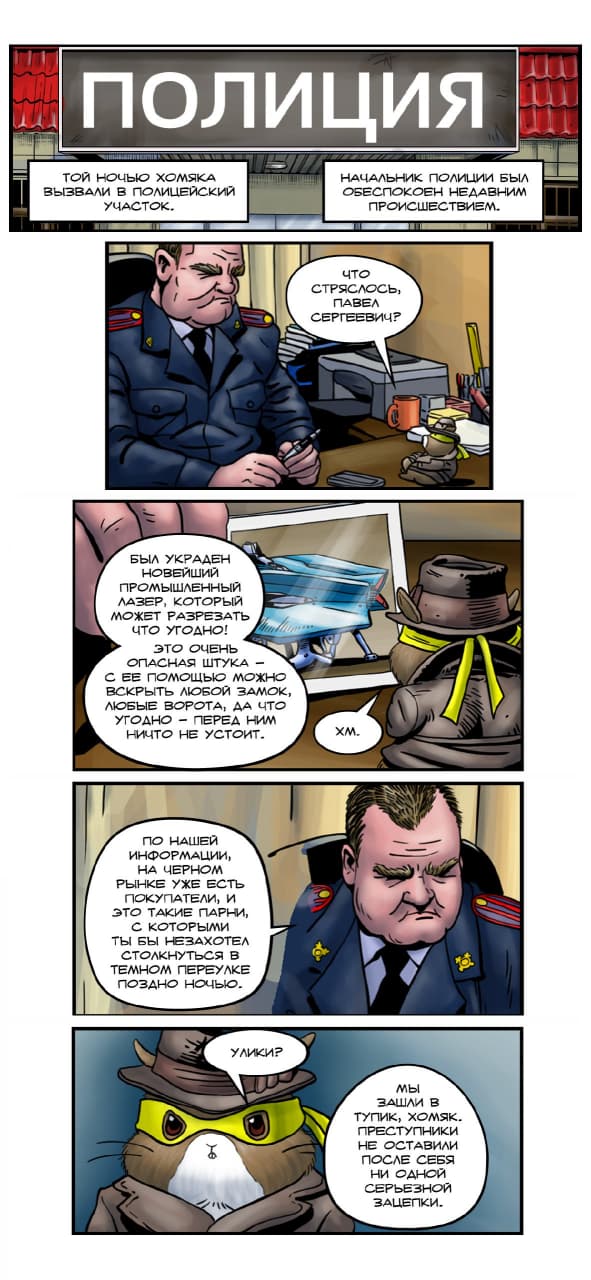 ПОЛИЦИЯ
ТОЙ НОЧЬЮ ХОМЯКА
ВЫЗВАЛИ В ПОЛИЦЕЙСКИЙ
УЧАСТОК.
НАЧАЛЬНИК ПОЛИЦИИ БЫЛ
ОБЕСПОКОЕН НЕДАВНИМ
ПРОИСШЕСТВИЕМ.
ЧТО
СТРЯСЛОСЬ,
ПАВЕЛ
СЕРГЕЕВИЧ?
БЫЛ УКРАДЕН
НОВЕЙШИЙ
ПРОМЫШЛЕННЫЙ
ЛАЗЕР, КОТОРЫЙ
МОЖЕТ РАЗРЕЗАТЬ
ЧТО УГОДНО!
ЭТО ОЧЕНЬ
ОПАСНАЯ ШТУКА –
С ЕЕ ПОМОЩЬЮ МОЖНО
ВСКРЫТЬ ЛЮБОЙ ЗАМОК,
ЛЮБЫЕ ВОРОТА, ДА ЧТО
УГОДНО – ПЕРЕД НИМ
НИЧТО НЕ УСТОИТ.
ХМ.
ПО НАШЕЙ
ИНФОРМАЦИИ,
НА ЧЕРНОМ
РЫНКЕ УЖЕ ЕСТЬ
ПОКУПАТЕЛИ, И
ЭТО ТАКИЕ ПАРНИ,
С КОТОРЫМИ
ТЫ БЫ НЕЗАХОТЕЛ
СТОЛКНУТЬСЯ В
ТЕМНОМ ПЕРЕУЛКЕ
ПОЗДНО НОЧЬЮ.
УЛИКИ?
МЫ
ЗАШЛИ В
ТУПИК, ХОМЯК.
ПРЕСТУПНИКИ
НЕ ОСТАВИЛИ
ПОСЛЕ СЕБЯ
НИ ОДНОЙ
СЕРЬЕЗНОЙ
ЗАЦЕПКИ.